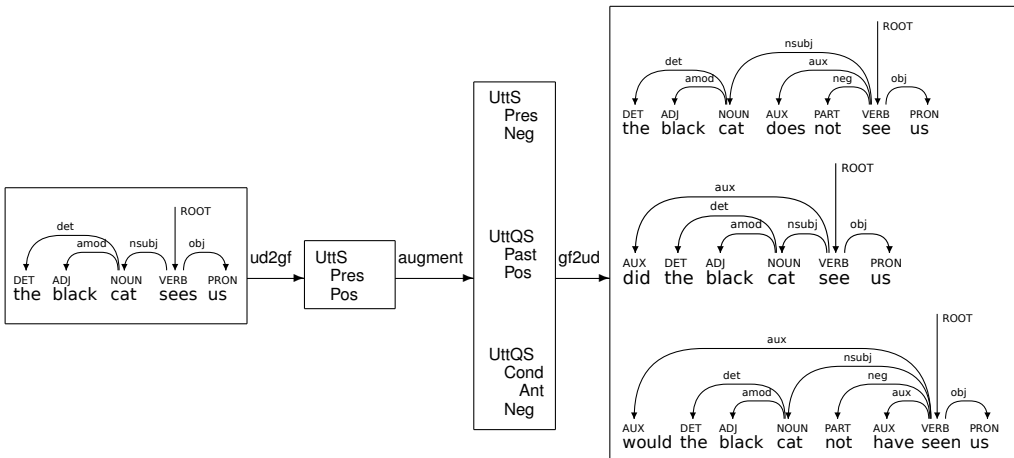 ROOT
det
amod
nsubj
obj
DET ADJ NOUN VERB PRON
the black cat sees us
ud2gf
UttS
Pres
Pos
augment
UttS
Pres
Neg
UttQS
Past
Pos
UttQS
Cond
Ant
Neg
gf2ud
ROOT
nsubj
det
aux
amod
neg
obj
DET ADJ NOUN AUX PART VERB PRON
the black cat does not see us
ROOT
aux
det
amod
nsubj
obj
AUX DET ADJ NOUN VERB PRON
did the black cat see us
ROOT
aux
nsubj
det
neg
amod
aux
obj
AUX DET ADJ NOUN PART AUX VERB PRON
would the black cat not have seen us